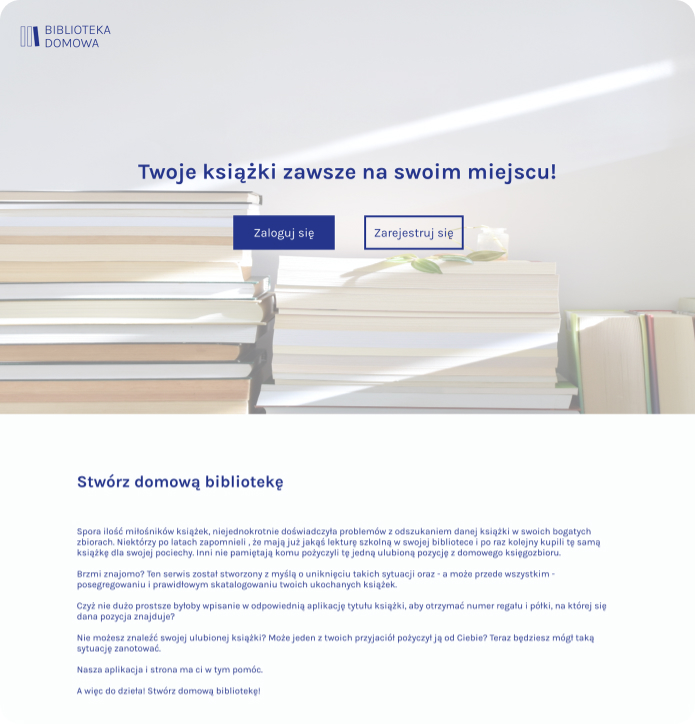 BIBLIOTEKA
DOMOWA
Twoje książki zawsze na swoim miejscu!
Zaloguj się
Zarejestruj się
Stwórz domową bibliotekę
Spora ilość miłośników książek, niejednokrotnie doświadczyła problemów z odszukaniem danej książki w swoich bogatych
zbiorach. Niektórzy po latach zapomnieli , że mają już jakąś lekturę szkolną w swojej bibliotece i po raz kolejny kupili tę samą
książkę dla swojej pociechy. Inni nie pamiętają komu pożyczyli tę jedną ulubioną pozycję z domowego księgozbioru.
Brzmi znajomo? Ten serwis został stworzony z myślą o uniknięciu takich sytuacji oraz - a może przede wszystkim -
posegregowaniu i prawidłowym skatalogowaniu twoich ukochanych książek.
Czyż nie dużo prostsze byłoby wpisanie w odpowiednią aplikację tytułu książki, aby otrzymać numer regału i półki, na której się
dana pozycja znajduje?
Nie możesz znaleźć swojej ulubionej książki? Może jeden z twoich przyjaciół pożyczył ją od Ciebie? Teraz będziesz mógł taką
sytuację zanotować.
Nasza aplikacja i strona ma ci w tym pomóc.
A więc do dzieła! Stwórz domową bibliotekę!